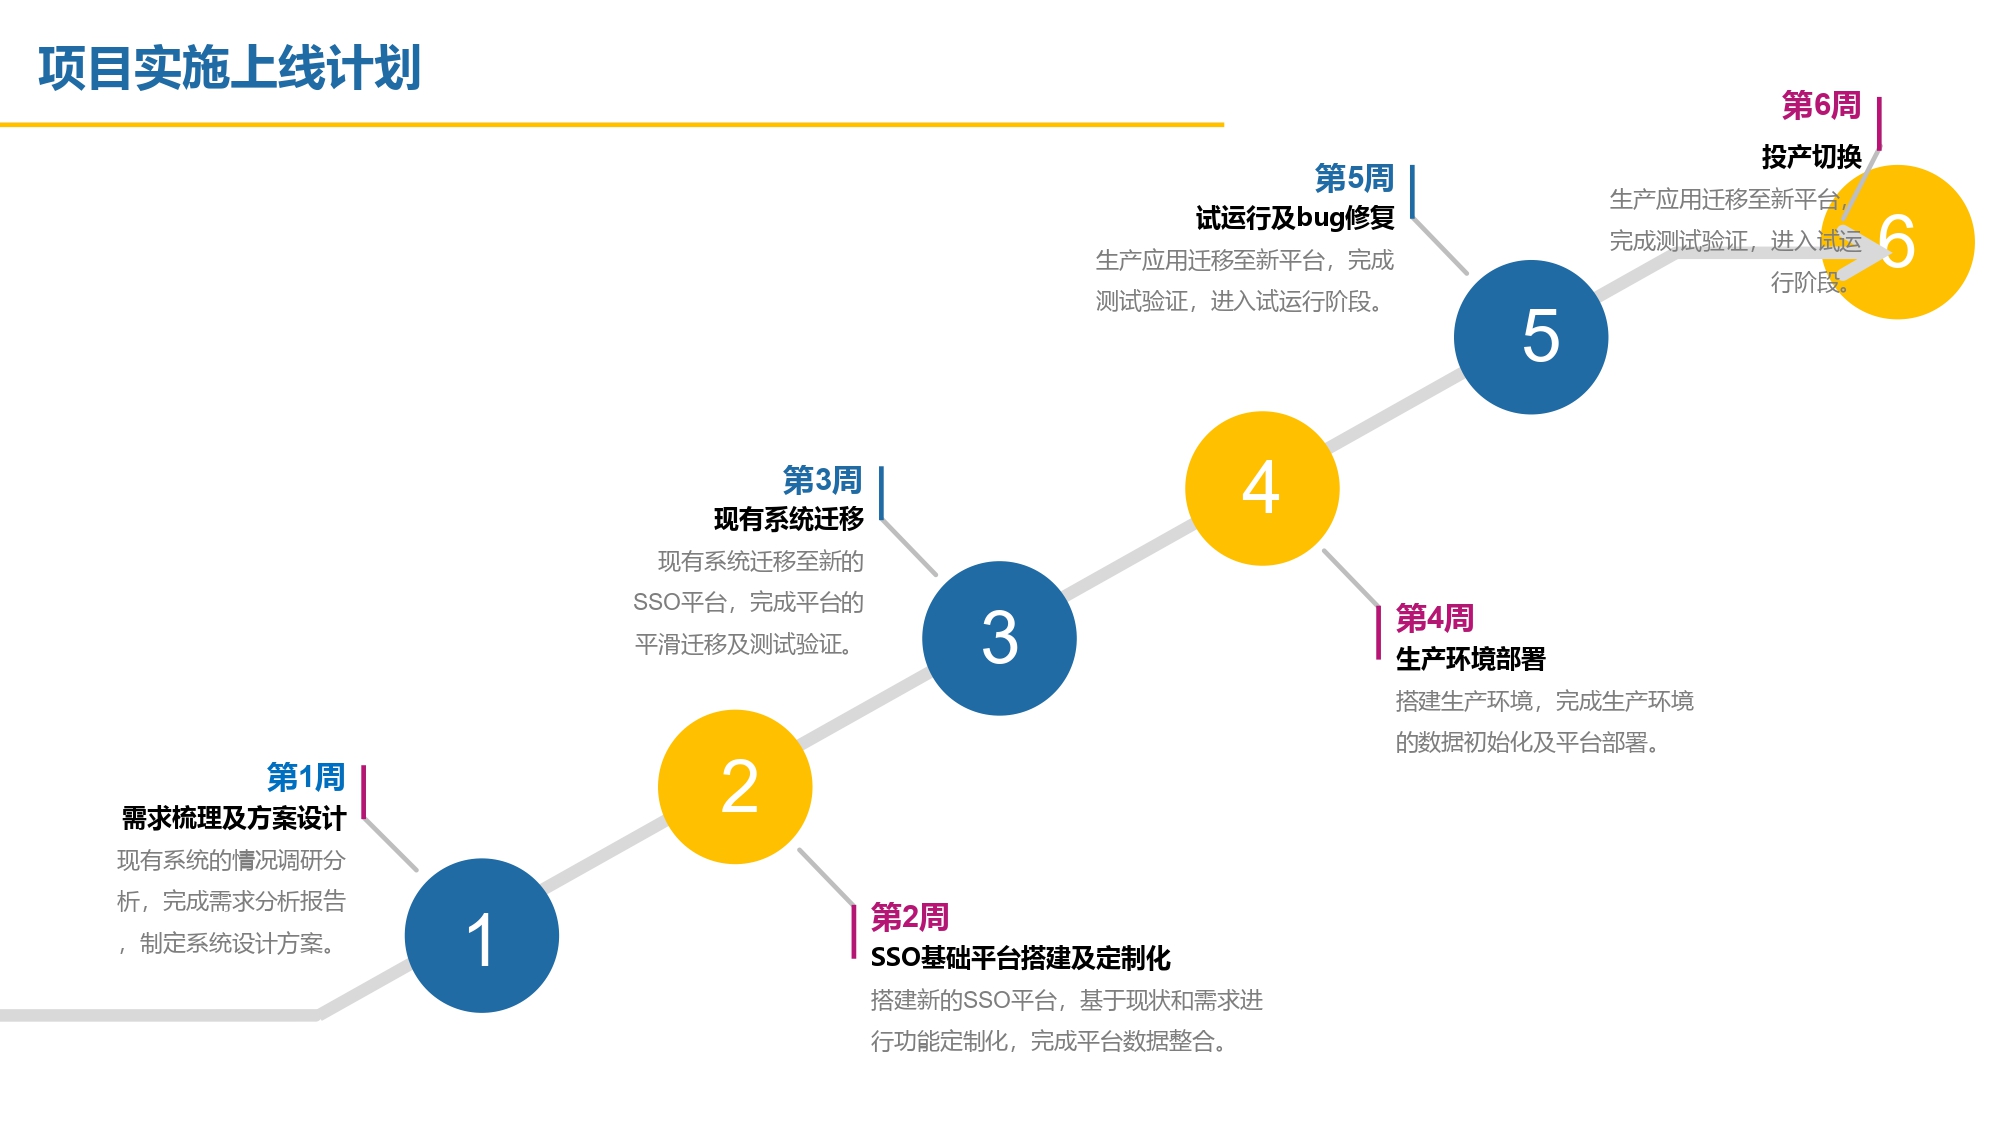 项目实施上线计划
第1周
需求梳理及方案设计
现有系统的情况调研分
析，完成需求分析报告
，制定系统设计方案。
1
2
第2周
SSO基础平台搭建及定制化
搭建新的SSO平台，基于现状和需求进
行功能定制化，完成平台数据整合。
第3周
现有系统迁移
现有系统迁移至新的
SSO平台，完成平台的
平滑迁移及测试验证。
3
4
第4周
生产环境部署
搭建生产环境，完成生产环境
的数据初始化及平台部署。
第5周
试运行及bug修复
生产应用迁移至新平台，完成
测试验证，进入试运行阶段。
5
第6周
投产切换
生产应用迁移至新平台，
完成测试验证，进入试运
行阶段。
6